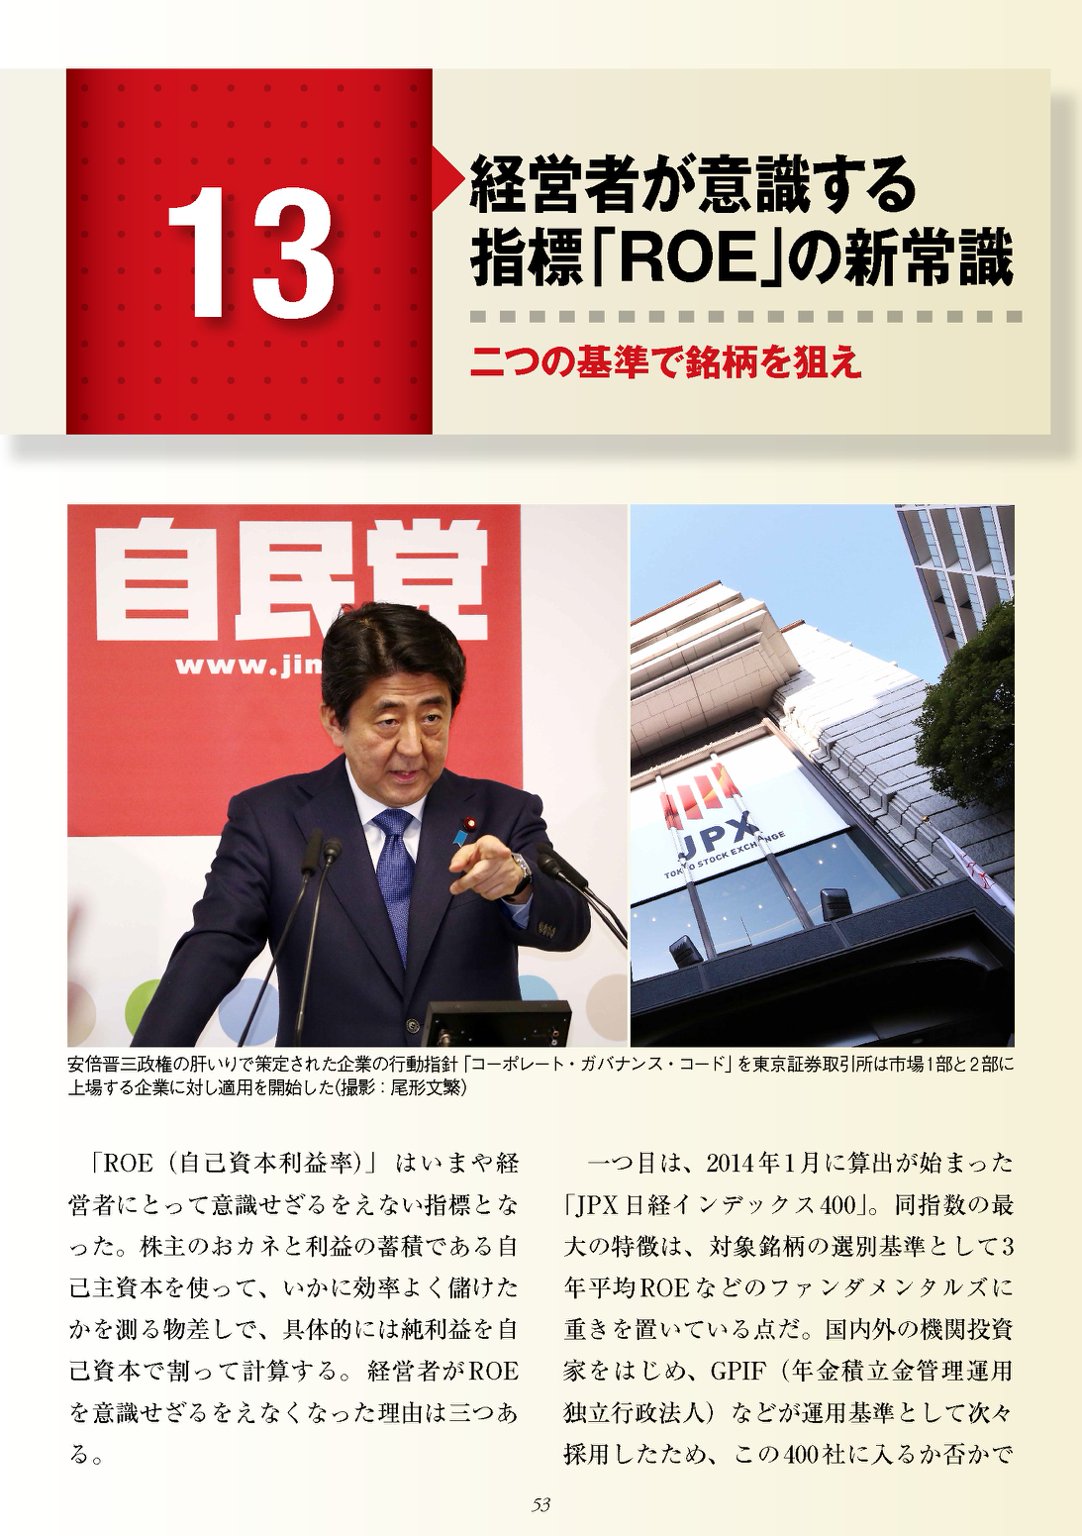 13
経営者が意識する
指標「ROE」の新常識
二つの基準で銘柄を狙え
自民党
www.jim
JPX
TOKYO STOCK EXCHANGE
安倍晋三政権の肝いりで策定された企業の行動指針「コーポレート・ガバナンス・コード」を東京証券取引所は市場1部と2部に
上場する企業に対し適用を開始した(撮影：尾形文繁)
「ROE（自己資本利益率)」はいまや経
営者にとって意識せざるをえない指標とな
った。株主のおカネと利益の蓄積である自
己主資本を使って、いかに効率よく儲けた
かを測る物差しで、具体的には純利益を自
己資本で割って計算する。経営者がROE
を意識せざるをえなくなった理由は三つあ
る。
一つ目は、2014年1月に算出が始まった
「JPX日経インデックス400」。同指数の最
大の特徴は、対象銘柄の選別基準として3
年平均ROEなどのファンダメンタルズに
重きを置いている点だ。国内外の機関投資
家をはじめ、GPIF（年金積立金管理運用
独立行政法人）などが運用基準として次々
採用したため、この400社に入るか否かで
53